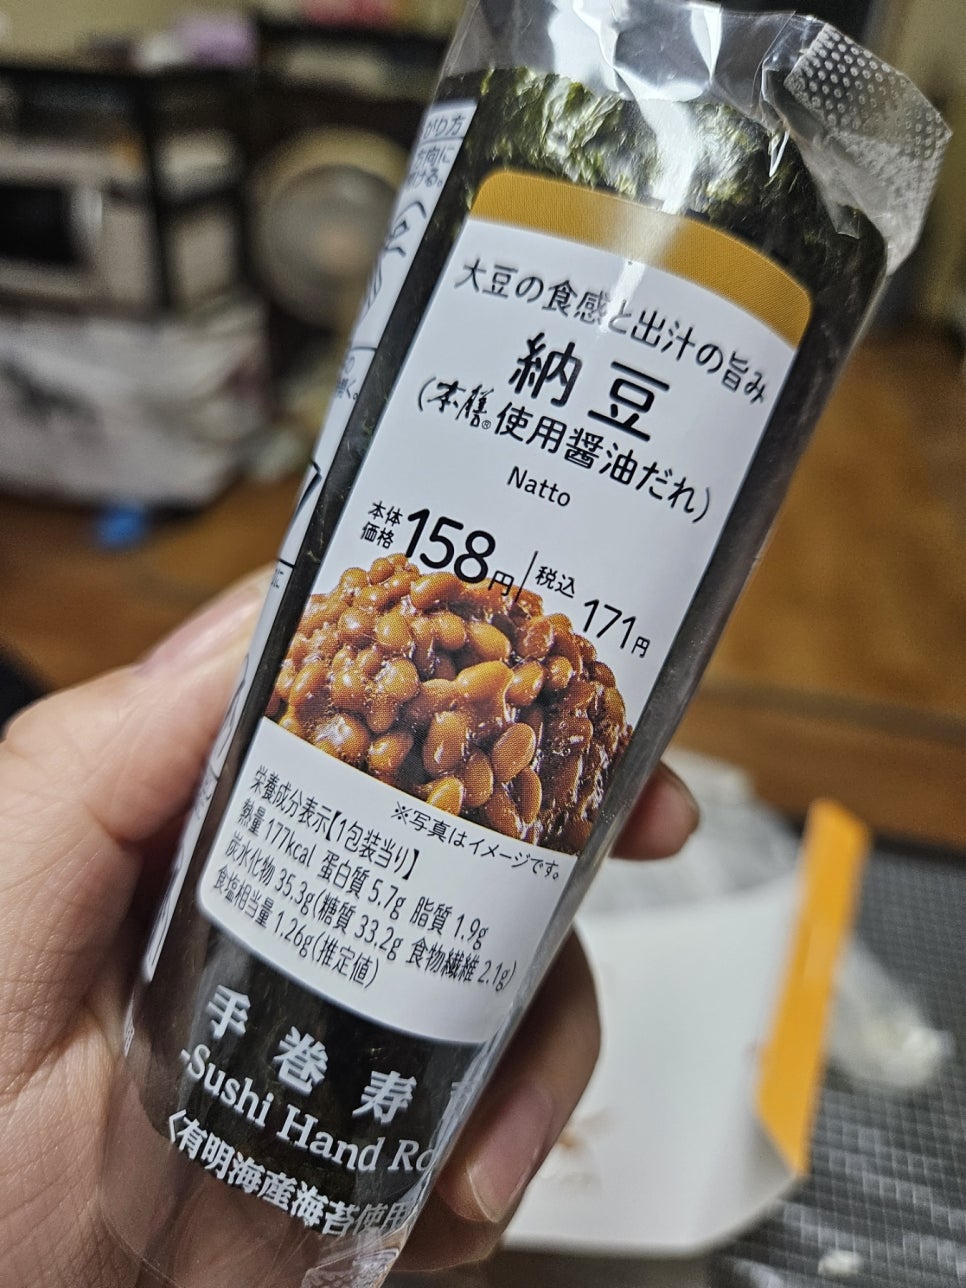 大豆の食感と出汁の旨み
納豆
(本膳®使用醤油だれ)
Natto
本体価格158円/税込171円
※写真はイメージです。
栄養成分表示【1包装当り】
熱量 177kcal 蛋白質 5.7g 脂質 1.9g
炭水化物 35.3g(糖質 33.2g 食物繊維 2.1g)
食塩相当量 1.26g(推定値)
手巻寿
-Sushi Hand Ro
〈有明海産海苔使用